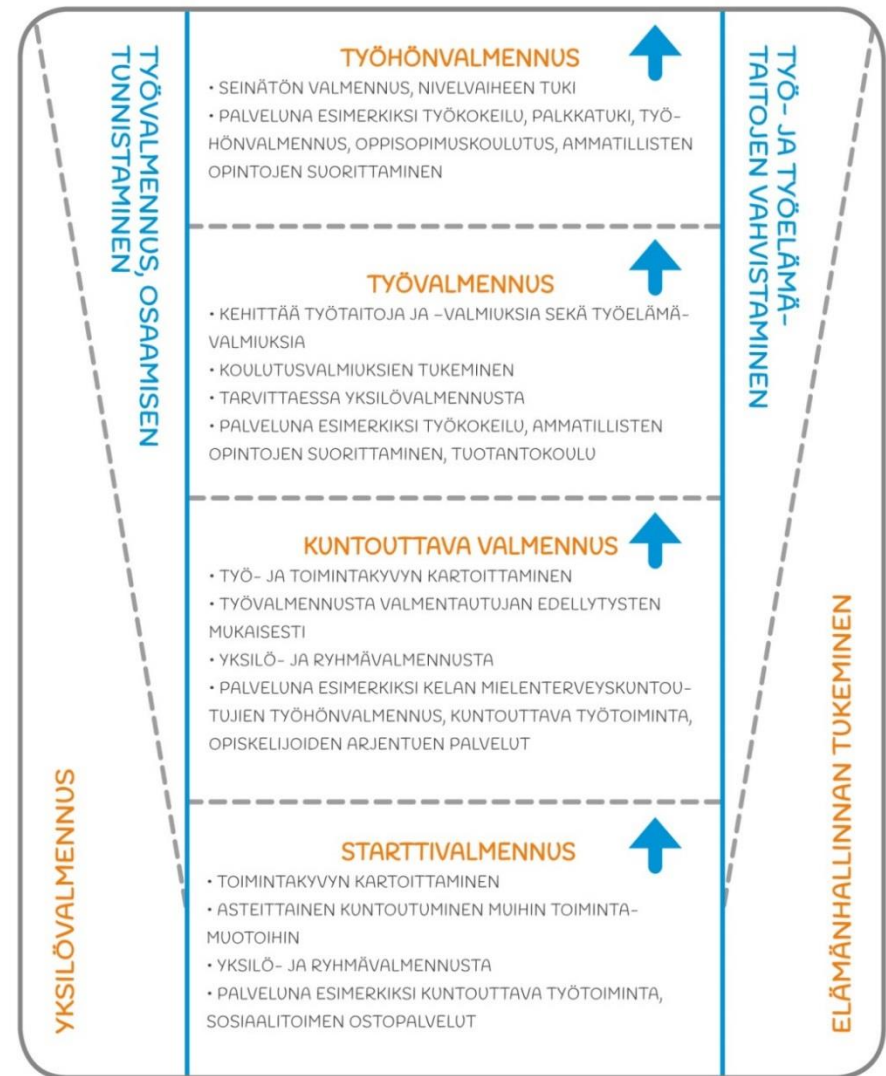 TYÖVALMENNUS, OSAAMISEN
TUNNISTAMINEN
YKSILÖVALMENNUS
TYÖHÖNVALMENNUS
• SEINÄTÖN VALMENNUS, NIVELVAIHEEN TUKI
• PALVELUNA ESIMERKIKSI TYÖKOKEILU, PALKKATUKI, TYÖ-
HÖNVALMENNUS, OPPISOPIMUSKOULUTUS, AMMATILLISTEN
OPINTOJEN SUORITTAMINEN
TYÖVALMENNUS
• KEHITTÄÄ TYÖTAITOJA JA –VALMIUKSIA SEKÄ TYÖELÄMÄ-
VALMIUKSIA
• KOULUTUSVALMIUKSIEN TUKEMINEN
• TARVITTAESSA YKSILÖVALMENNUSTA
• PALVELUNA ESIMERKIKSI TYÖKOKEILU, AMMATILLISTEN
OPINTOJEN SUORITTAMINEN, TUOTANTOKOULU
KUNTOUTTAVA VALMENNUS
• TYÖ- JA TOIMINTAKYVYN KARTOITTAMINEN
• TYÖVALMENNUSTA VALMENTAUTUJAN EDELLYTYSTEN
MUKAISESTI
• YKSILÖ- JA RYHMÄVALMENNUSTA
• PALVELUNA ESIMERKIKSI KELAN MIELENTERVEYSKUNTOU-
TUJIEN TYÖHÖNVALMENNUS, KUNTOUTTAVA TYÖTOIMINTA,
OPISKELIJOIDEN ARJENTUEN PALVELUT
STARTTIVALMENNUS
• TOIMINTAKYVYN KARTOITTAMINEN
• ASTEITTAINEN KUNTOUTUMINEN MUIHIN TOIMINTA-
MUOTOIHIN
• YKSILÖ- JA RYHMÄVALMENNUSTA
• PALVELUNA ESIMERKIKSI KUNTOUTTAVA TYÖTOIMINTA,
SOSIAALITOIMEN OSTOPALVELUT
TYÖ- JA TYÖELÄMÄ-
TAITOJEN VAHVISTAMINEN
ELÄMÄNHALLINNAN TUKEMINEN